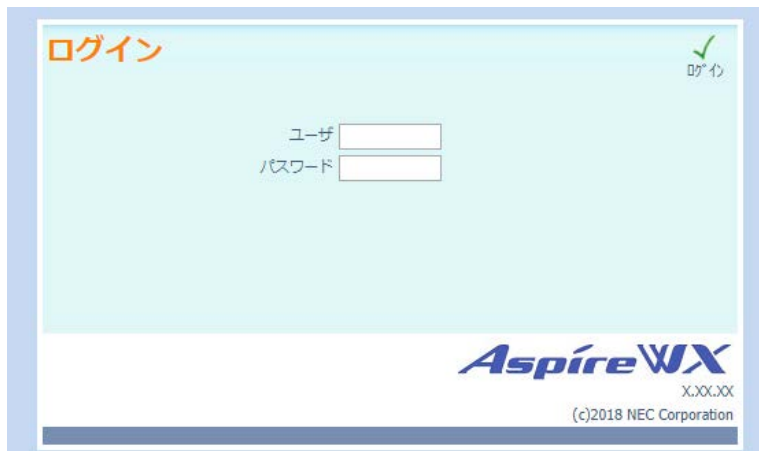 ログイン
ﾛｸﾞｲﾝ
ユーザ
パスワード
AspireWX
X.XX.XX
(c)2018 NEC Corporation